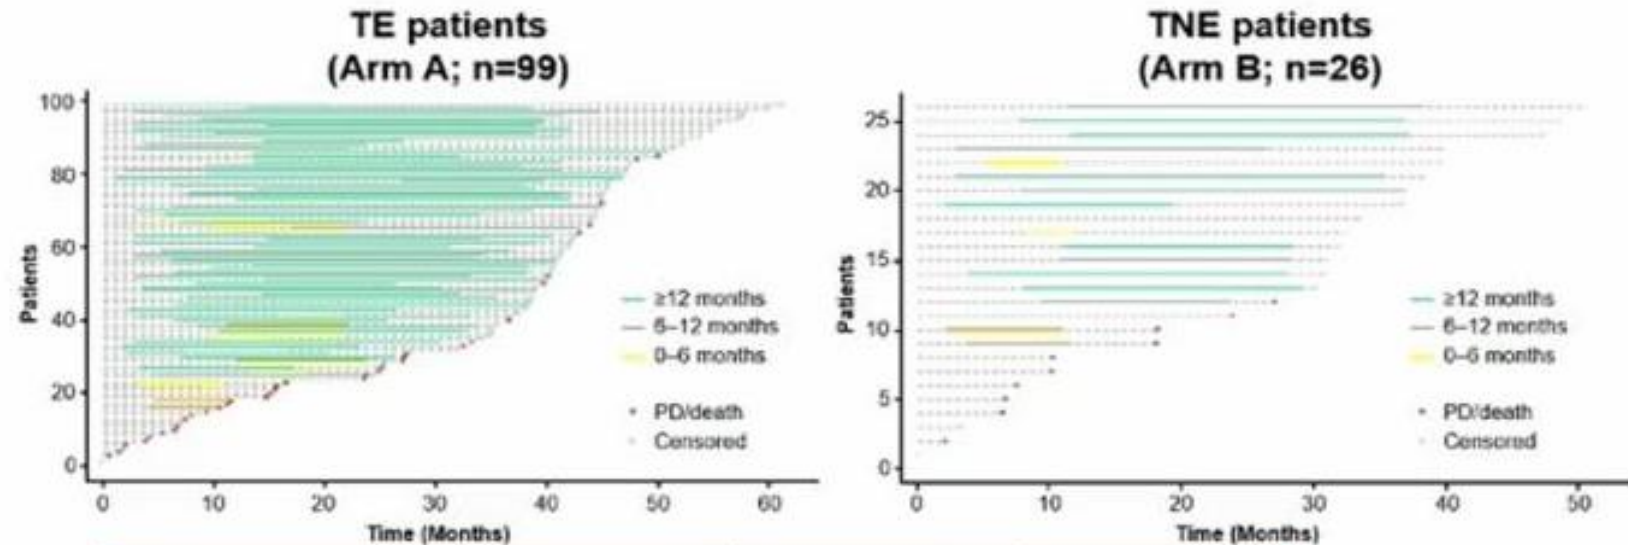 TE patients
(Arm A; n=99)
100
80
60
40
20
0
Patients
0 10 20 30 40 50 60
Time (Months)
≥12 months
6–12 months
0–6 months
PD/death
Censored
TNE patients
(Arm B; n=26)
25
20
15
10
5
0
Patients
0 10 20 30 40 50
Time (Months)
≥12 months
6–12 months
0–6 months
PD/death
Censored